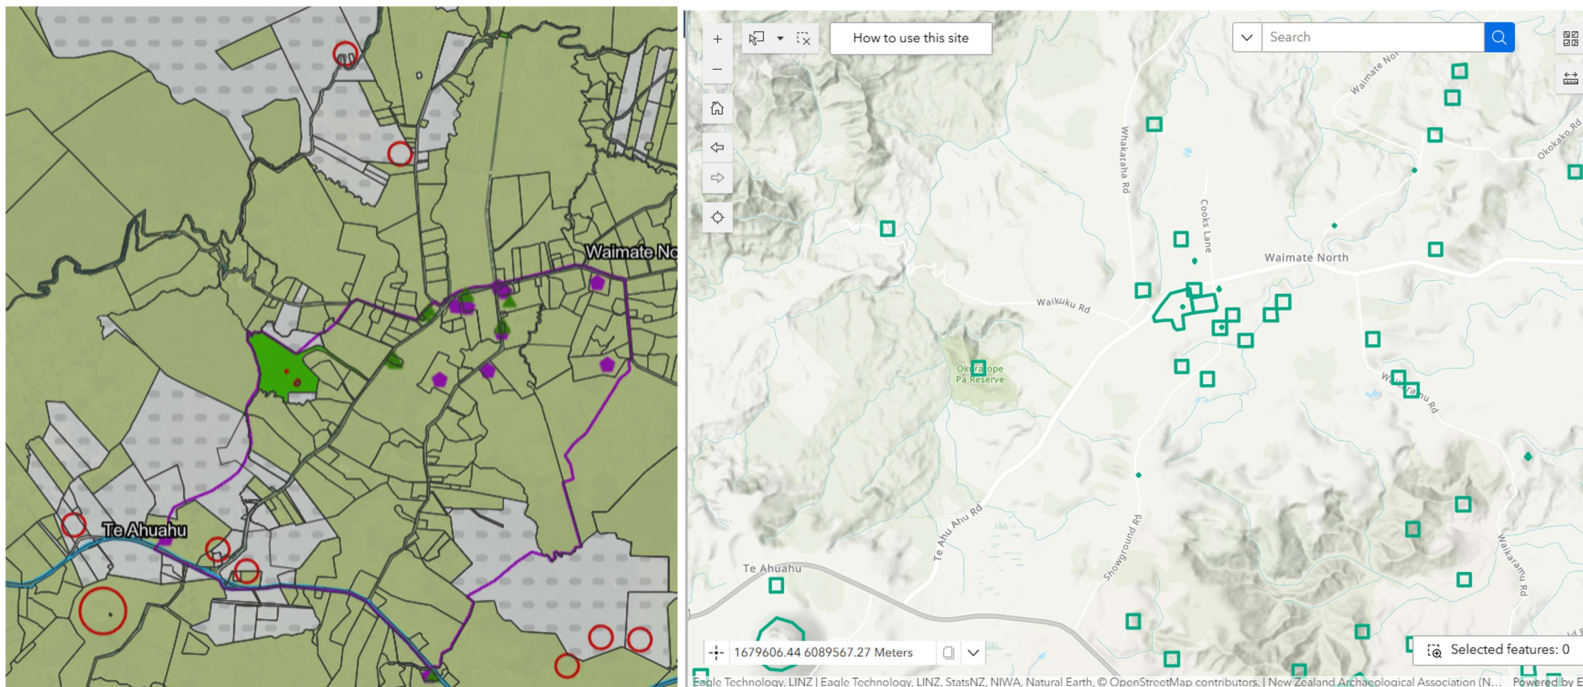 Waimate No
Te Ahuahu
+
−
How to use this site
Search
Waimate Nor
Okokako Rd
Whakataha Rd
Cooks Lane
Waimate North
Waikuku Rd
Okuratope
Pa Reserve
Waikaramu Rd
Te Ahu Ahu Rd
Showground Rd
Waikaramu Rd
Te Ahuahu
1679606.44 6089567.27 Meters
Selected features: 0
Eagle Technology, LINZ | Eagle Technology, LINZ, StatsNZ, NIWA, Natural Earth, © OpenStreetMap contributors. | New Zealand Archaeological Association (N... Powered by E